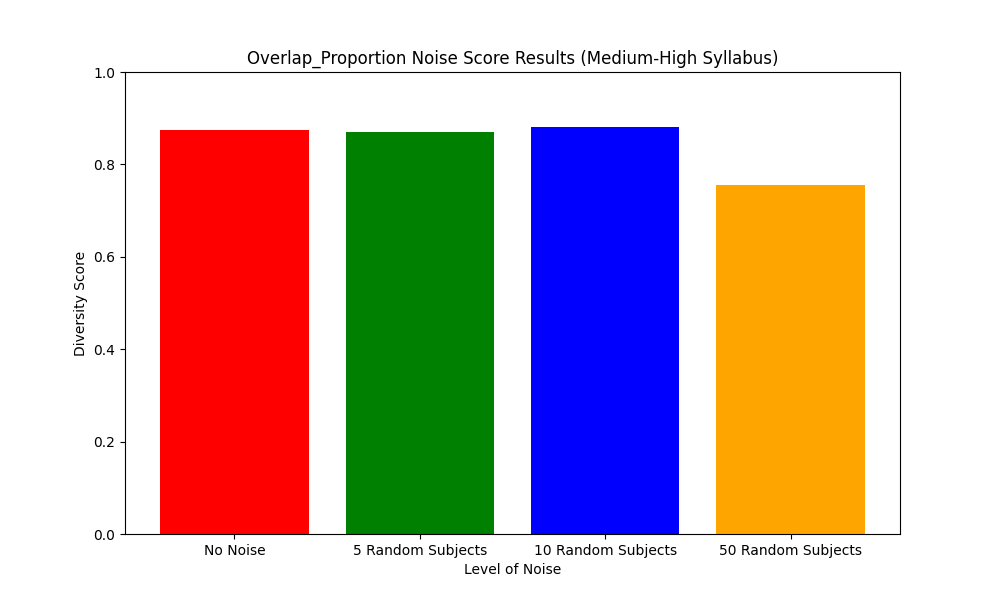 Overlap_Proportion Noise Score Results (Medium-High Syllabus)
1.0
0.8
0.6
0.4
0.2
0.0
Diversity Score
No Noise
5 Random Subjects
10 Random Subjects
50 Random Subjects
Level of Noise